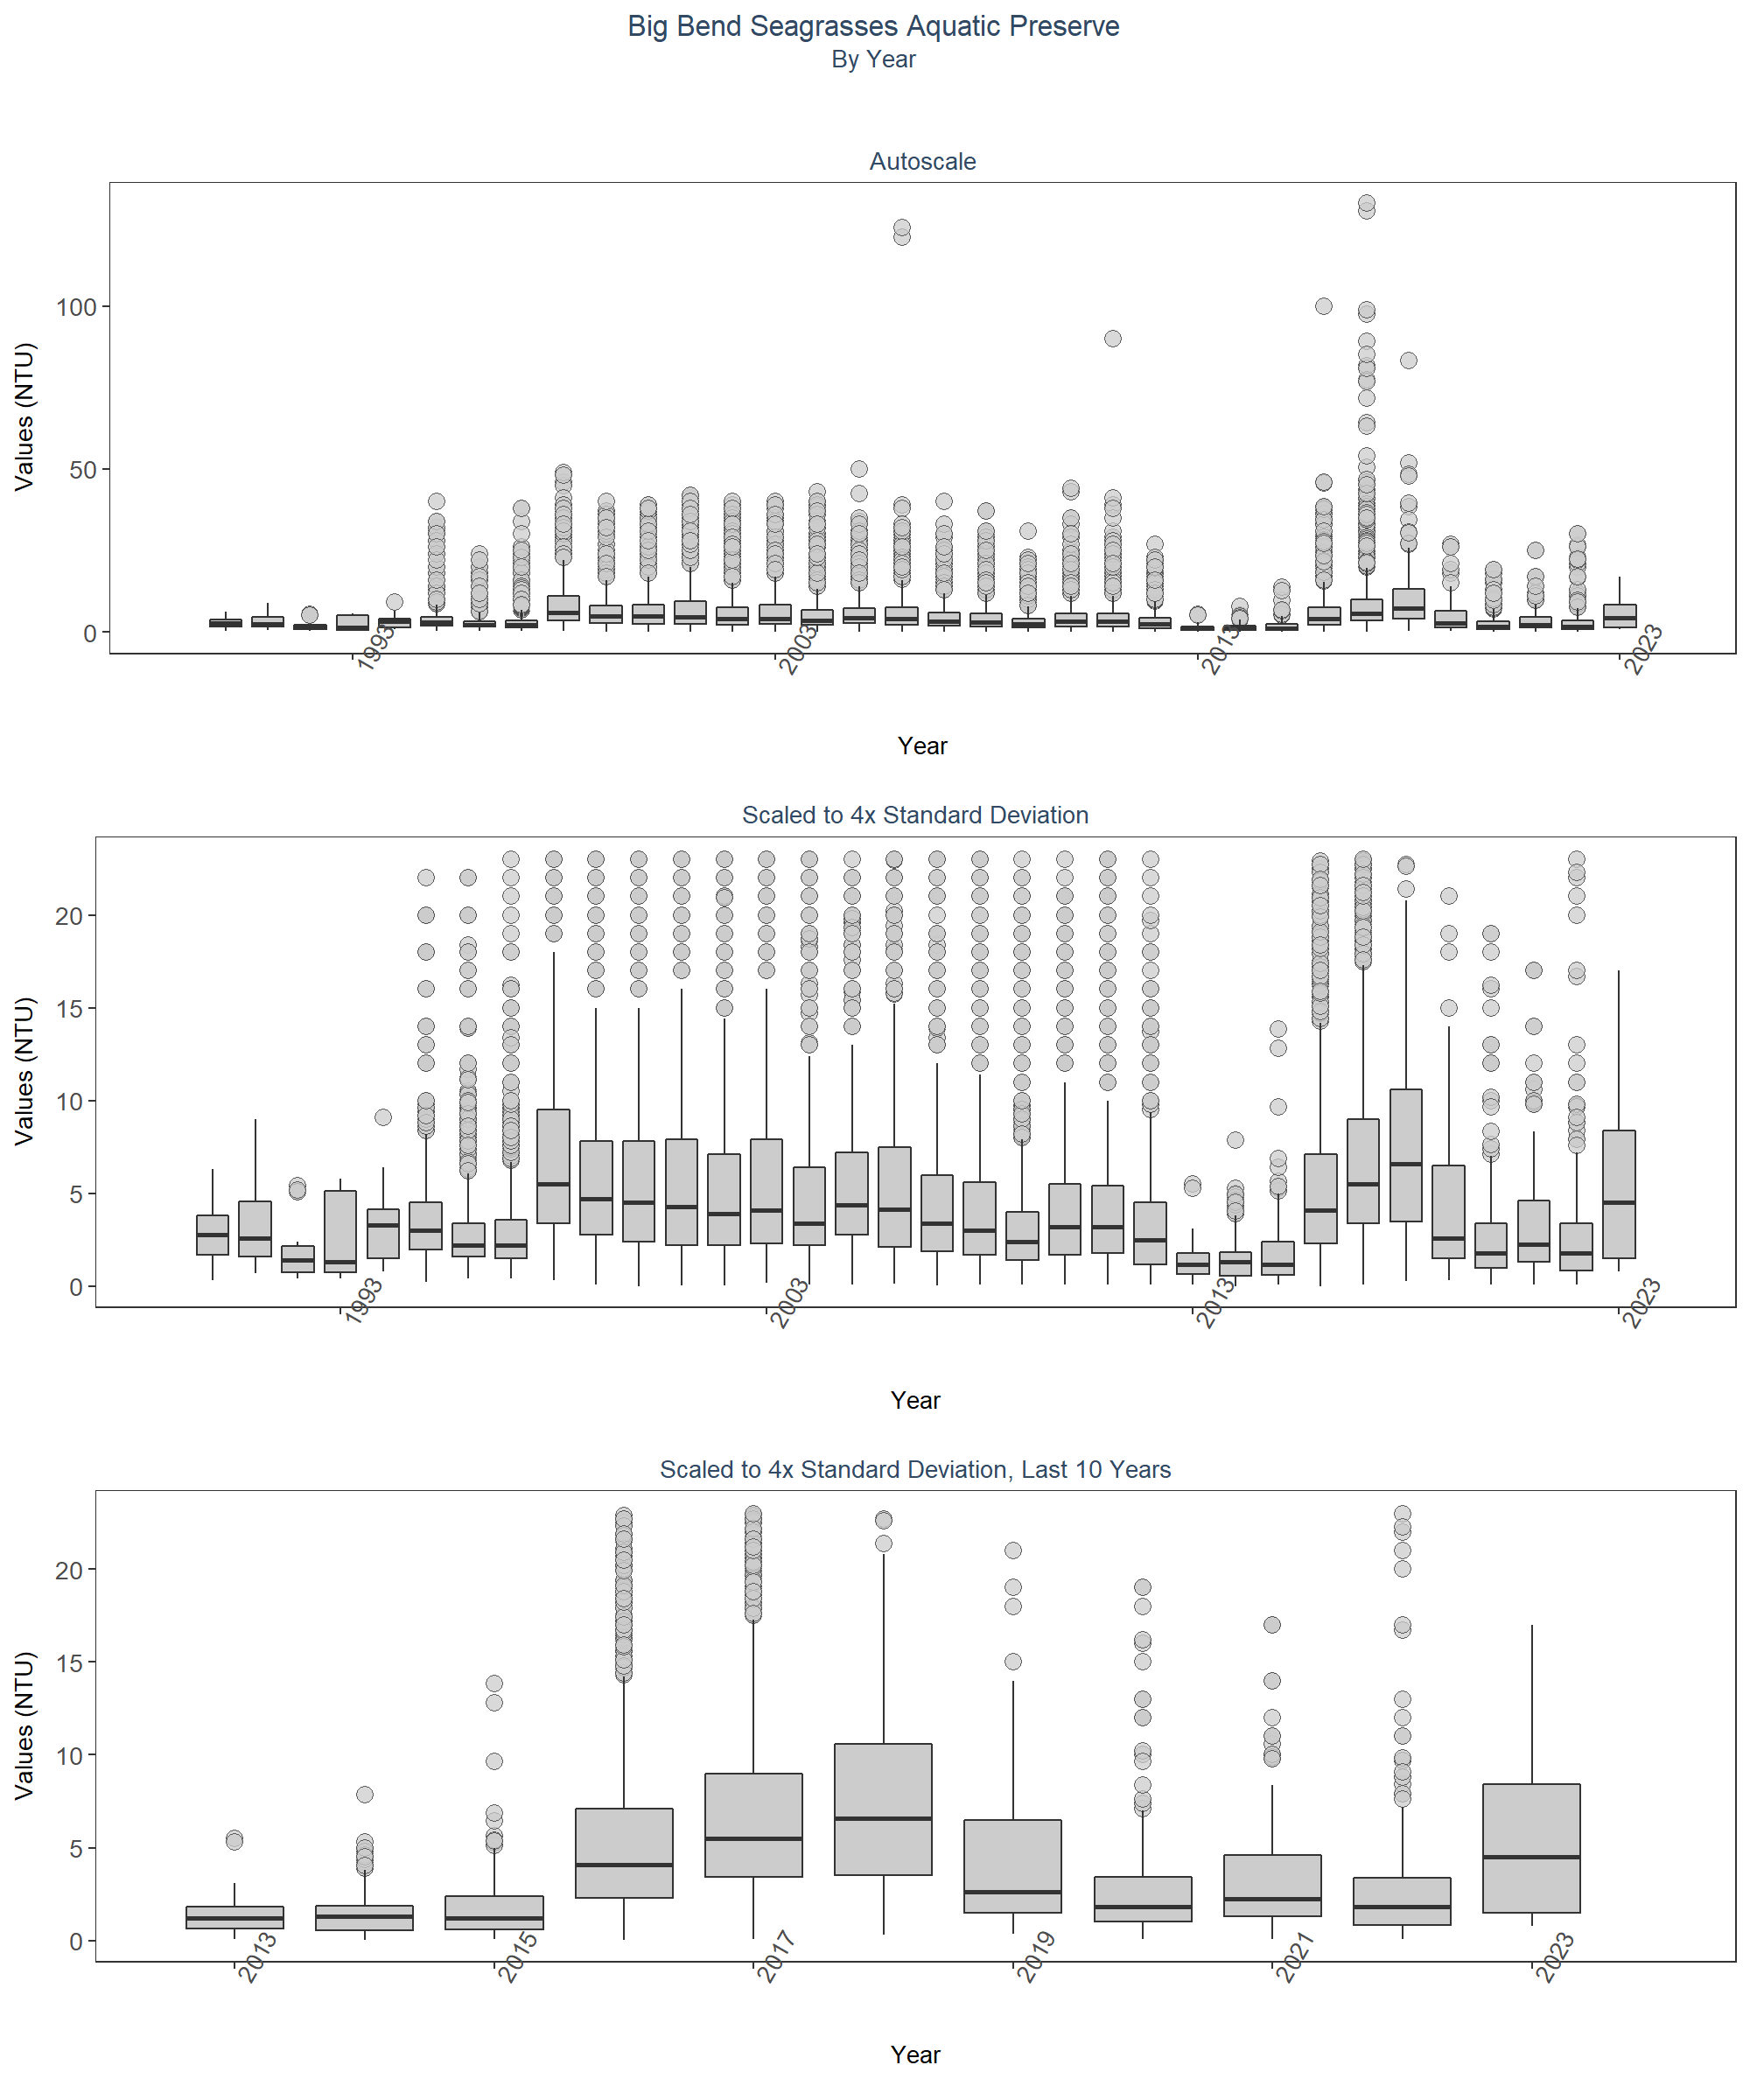 Big Bend Seagrasses Aquatic Preserve
By Year
Autoscale
Values (NTU)
100
50
0
1993
2003
2013
2023
Year
Scaled to 4x Standard Deviation
Values (NTU)
20
15
10
5
0
1993
2003
2013
2023
Year
Scaled to 4x Standard Deviation, Last 10 Years
Values (NTU)
20
15
10
5
0
2013
2015
2017
2019
2021
2023
Year